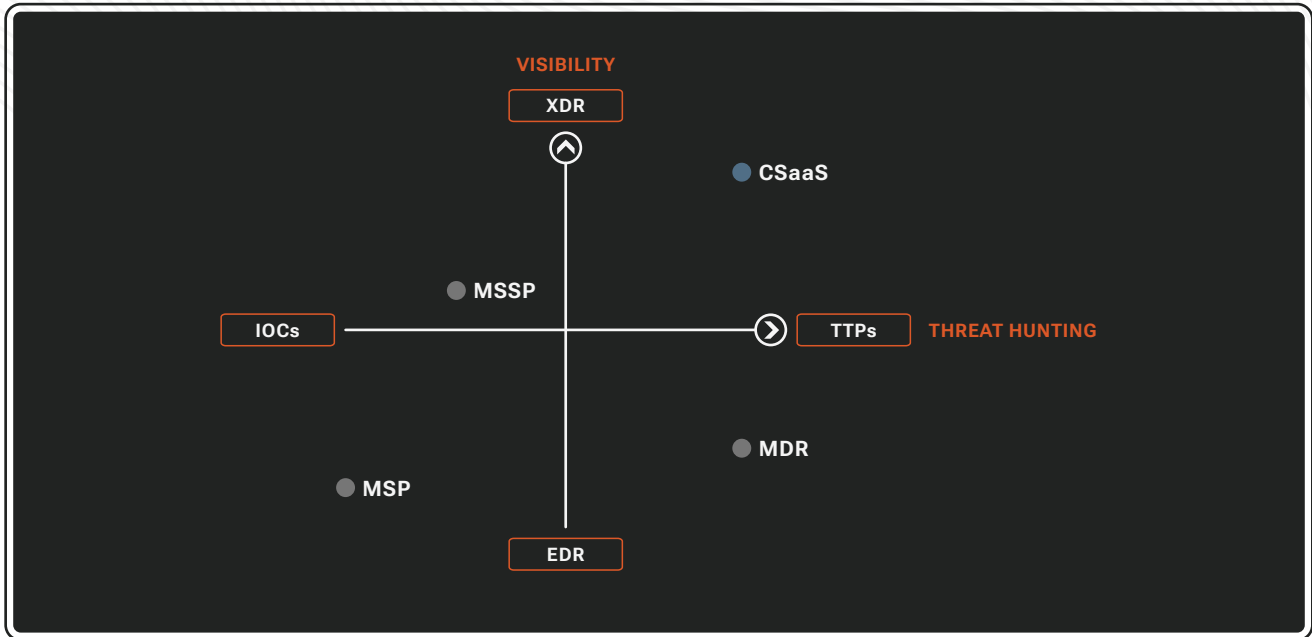 VISIBILITY
XDR
CSaaS
MSSP
IOCs
TTPs
THREAT HUNTING
MDR
MSP
EDR